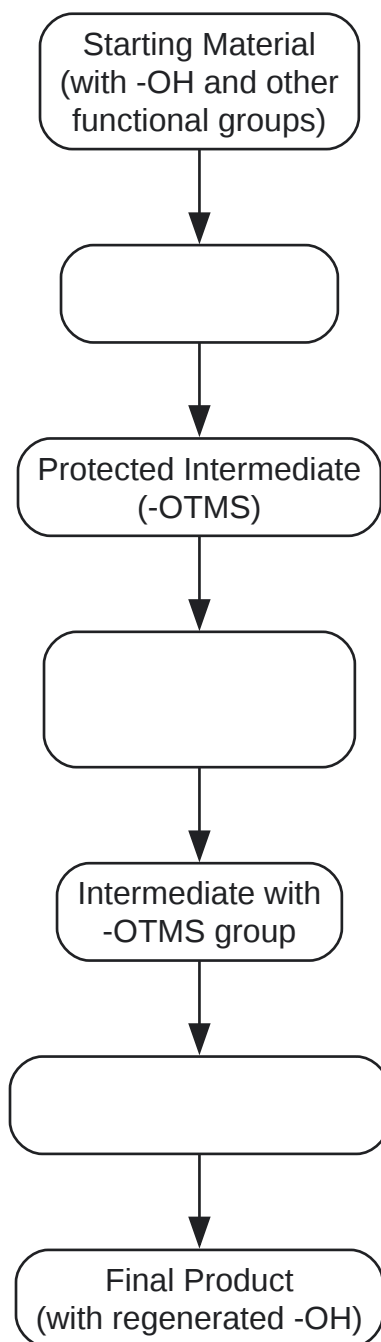 Starting Material
(with -OH and other
functional groups)
Protected Intermediate
(-OTMS)
Intermediate with
-OTMS group
Final Product
(with regenerated -OH)